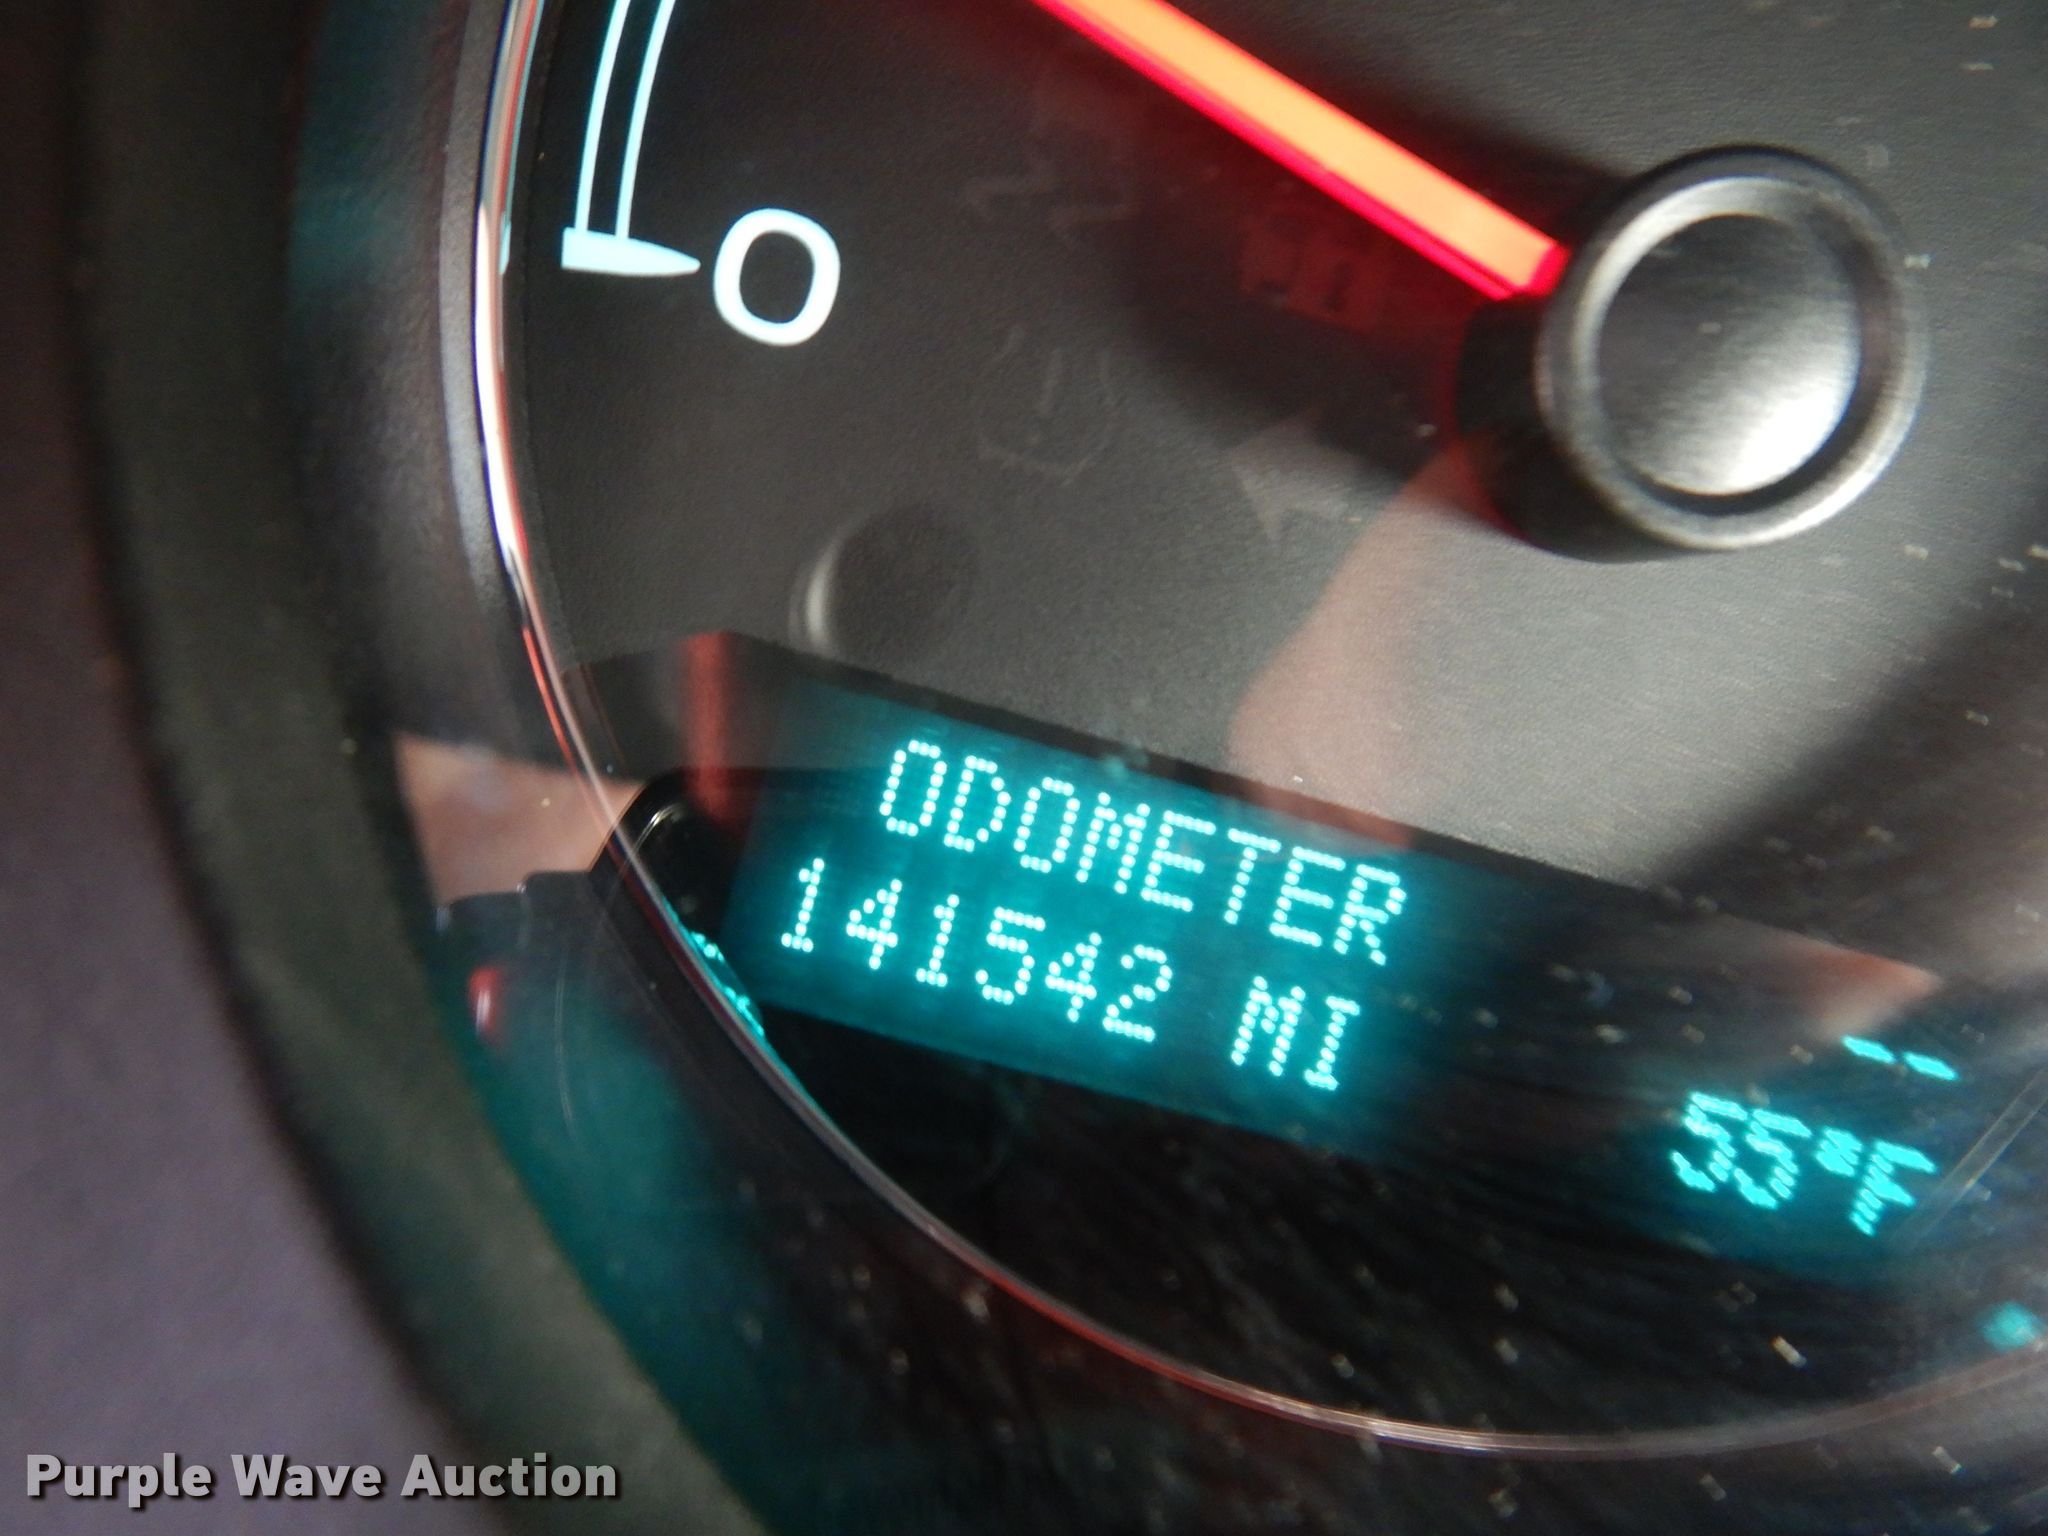 0
ODOMETER
141542 MI
--
55°F
Purple Wave Auction